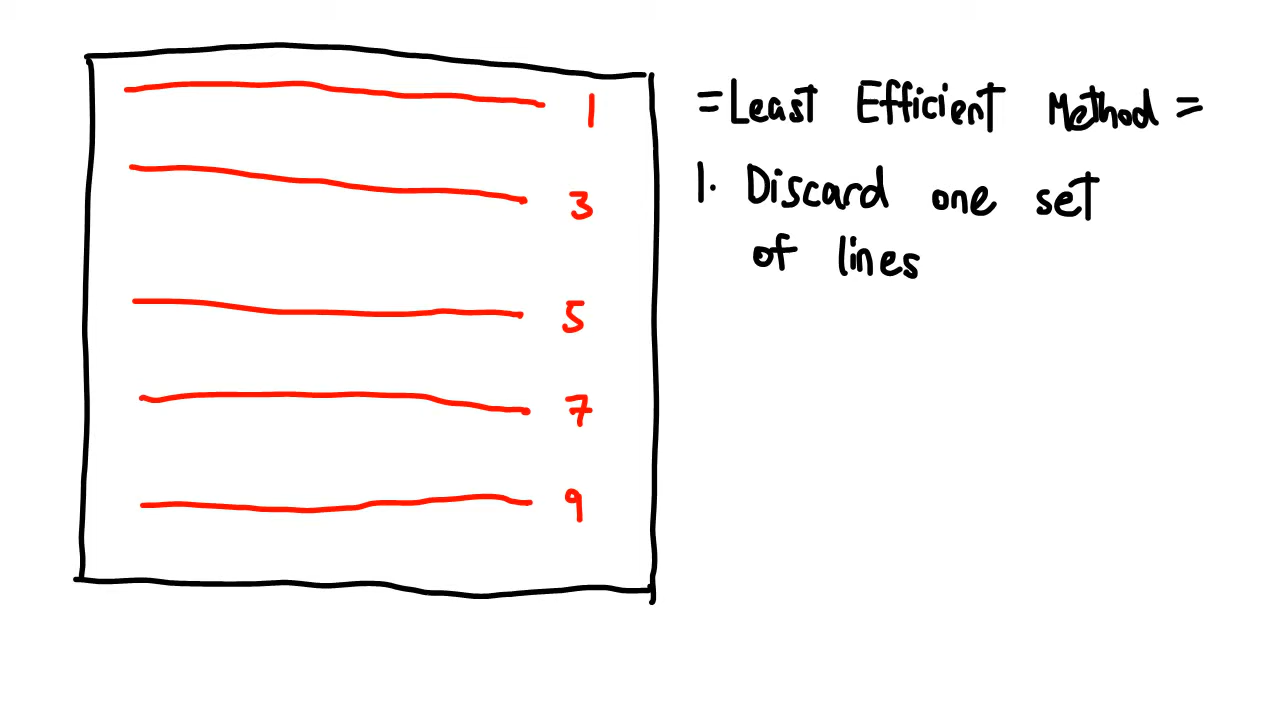 1
3
5
7
9
=Least Efficient Method=
1. Discard one set
of lines